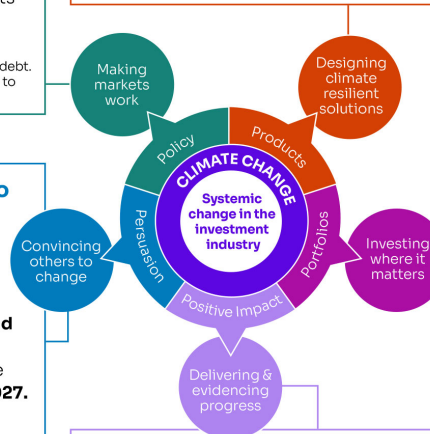 debt.
to
Making
markets
work
Designing
climate
resilient
solutions
Policy
Products
CLIMATE CHANGE
Systemic
change in the
investment
industry
Persuasion
Portfolios
Convincing
others to
change
Investing
where it
matters
Positive Impact
Delivering &
evidencing
progress
d
e
027.